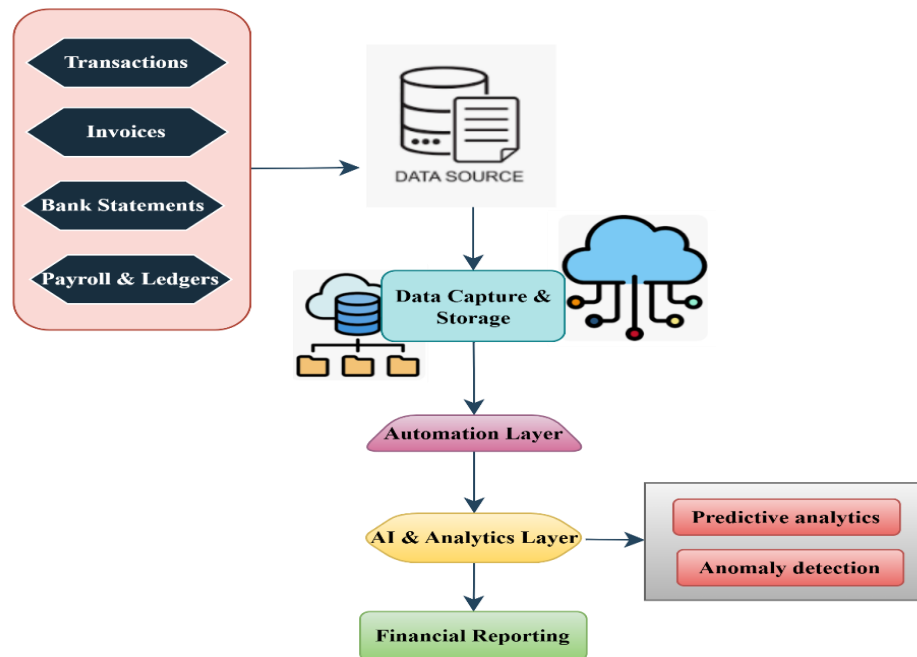 Transactions
Invoices
Bank Statements
Payroll & Ledgers
DATA SOURCE
Data Capture &
Storage
Automation Layer
AI & Analytics Layer
Predictive analytics
Anomaly detection
Financial Reporting